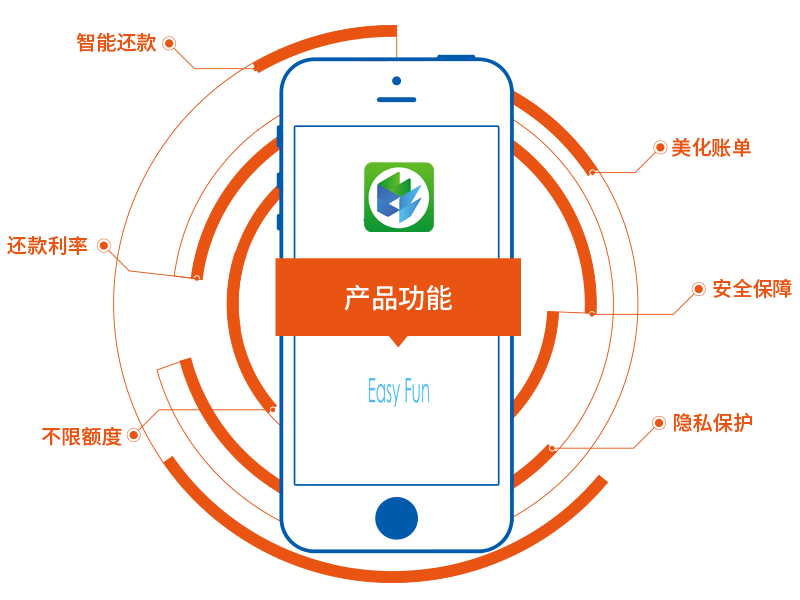 智能还款
美化账单
还款利率
安全保障
产品功能
Easy Fun
不限额度
隐私保护